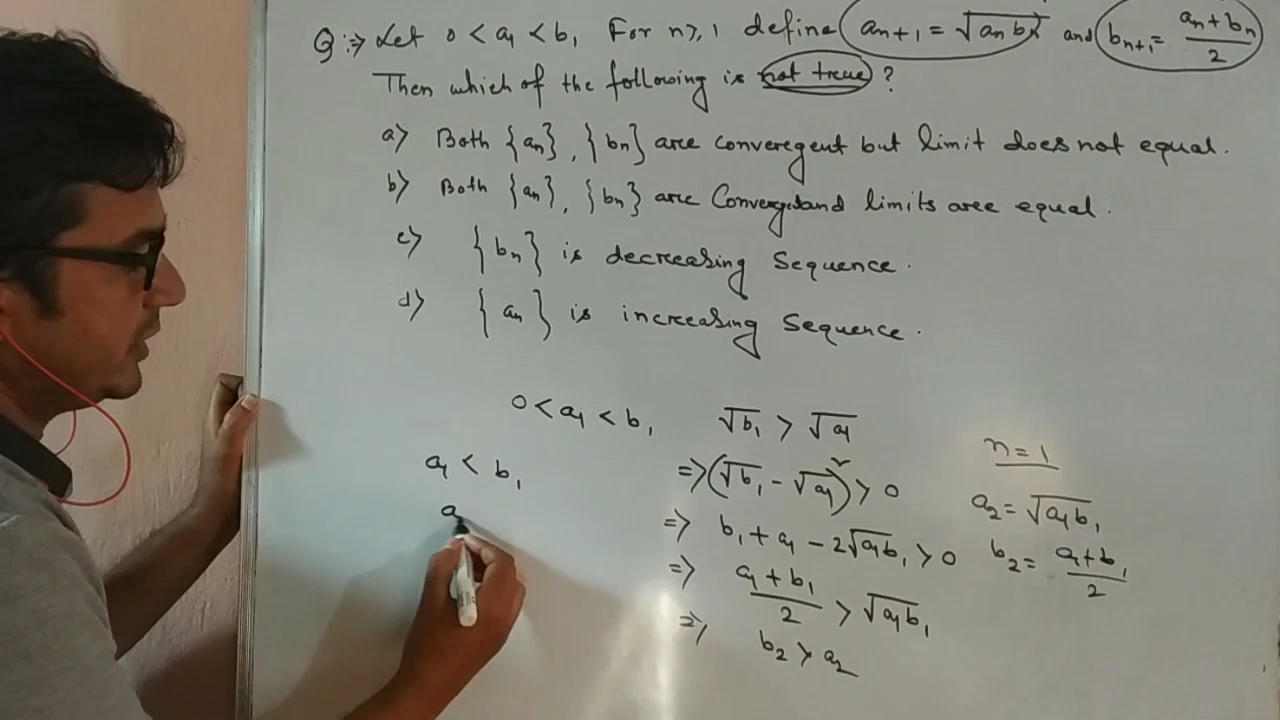 Q:⇒ Let 0 < a₁ < b₁ For n ≥ 1 define aₙ₊₁ = √aₙbₙ and bₙ₊₁ = (aₙ + bₙ)/2
Then which of the following is not true ?
a) Both {aₙ}, {bₙ} are converegent but limit does not equal.
b) Both {aₙ}, {bₙ} are Convergent and limits are equal.
c) {bₙ} is decreasing Sequence.
d) {aₙ} is increasing Sequence.
0 < a₁ < b₁
a₁ < b₁
a
√b₁ > √a₁
⇒ (√b₁ - √a₁)² > 0
⇒ b₁ + a₁ - 2√a₁b₁ > 0
⇒ (a₁ + b₁)/2 > √a₁b₁
⇒ b₂ > a₂
n = 1
a₂ = √a₁b₁
b₂ = (a₁ + b₁)/2